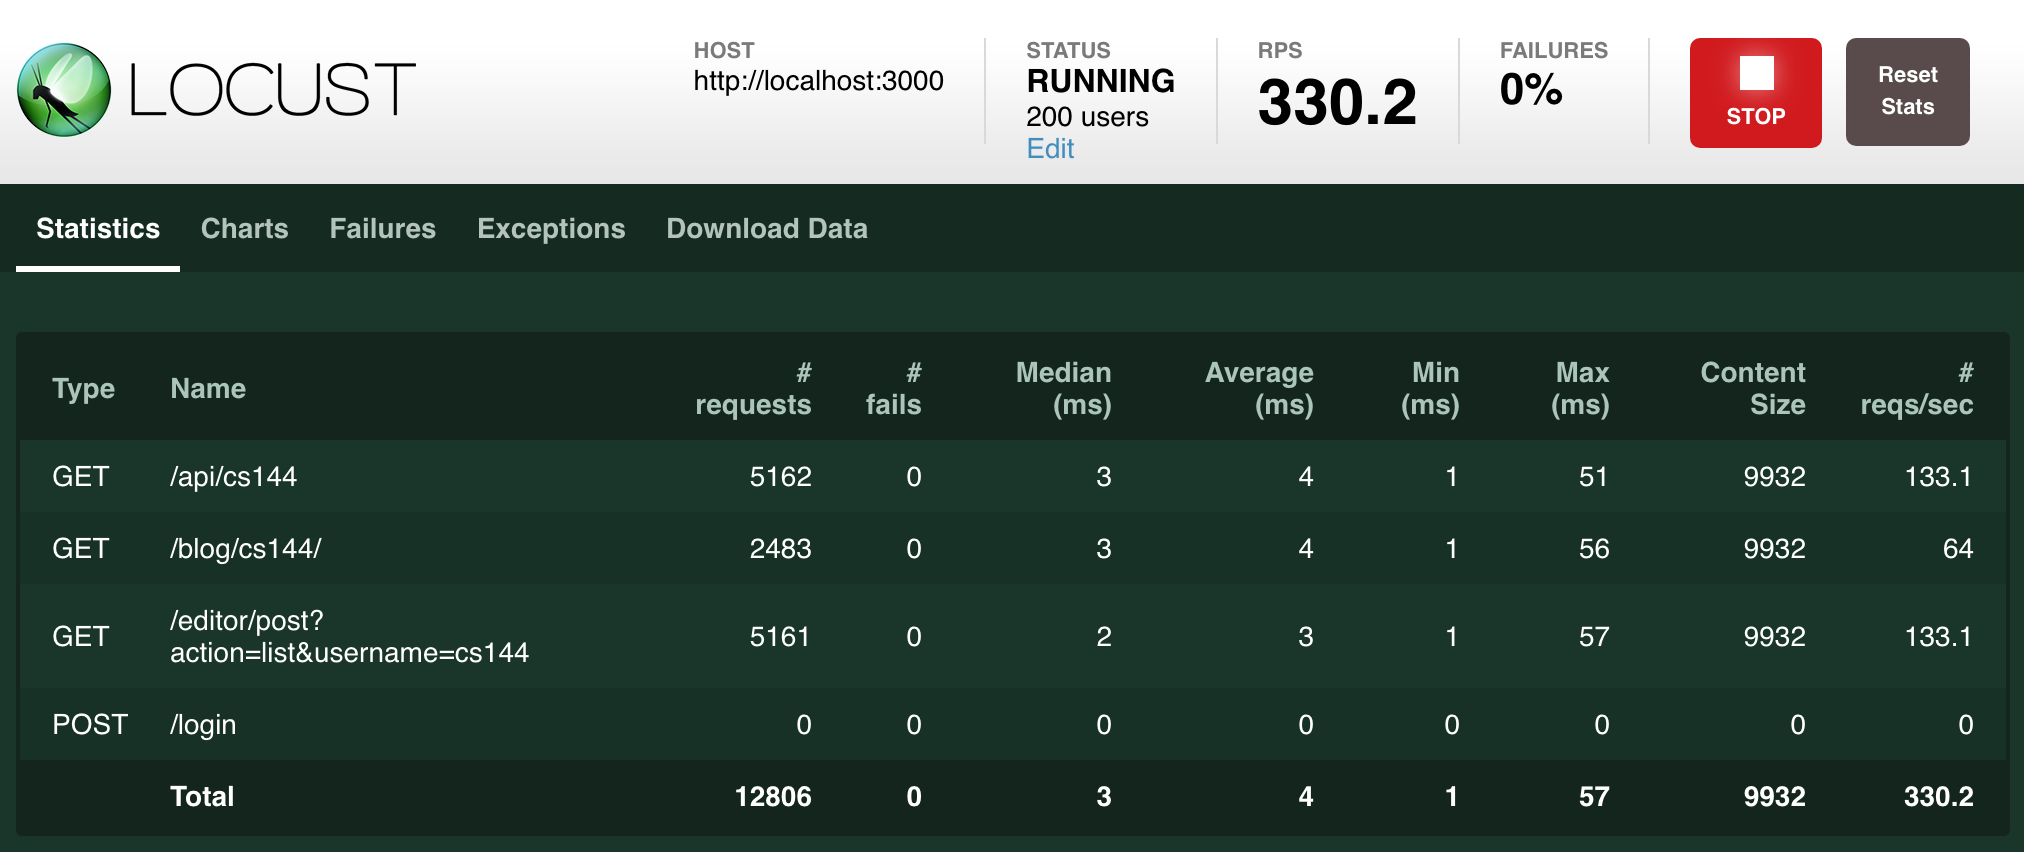 LOCUST
HOST
http://localhost:3000
STATUS
RUNNING
200 users
Edit
RPS
330.2
FAILURES
0%
STOP
Reset
Stats
Statistics Charts Failures Exceptions Download Data
Type Name # requests # fails Median (ms) Average (ms) Min (ms) Max (ms) Content Size # reqs/sec
GET /api/cs144 5162 0 3 4 1 51 9932 133.1
GET /blog/cs144/ 2483 0 3 4 1 56 9932 64
GET /editor/post?
action=list&username=cs144 5161 0 2 3 1 57 9932 133.1
POST /login 0 0 0 0 0 0 0 0
Total 12806 0 3 4 1 57 9932 330.2